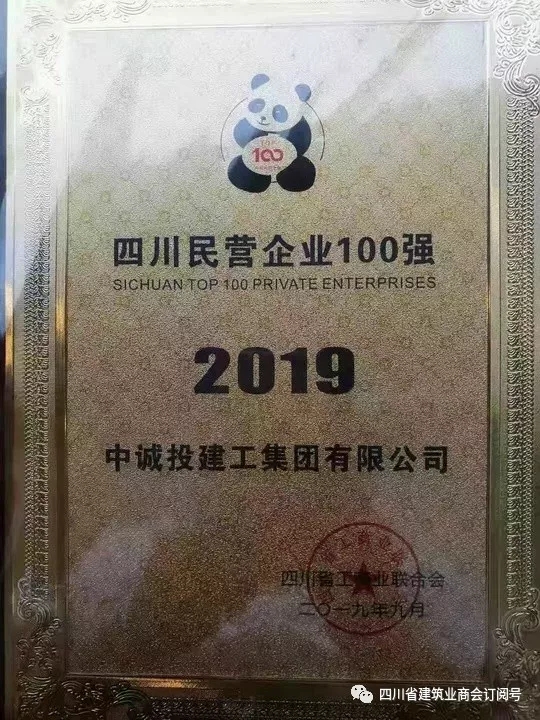 TOP
100
四川民营企业100强
SICHUAN TOP 100 PRIVATE ENTERPRISES
2019
中诚投建工集团有限公司
四川省工商业联合会
二〇一九年九月
四川省建筑业商会订阅号